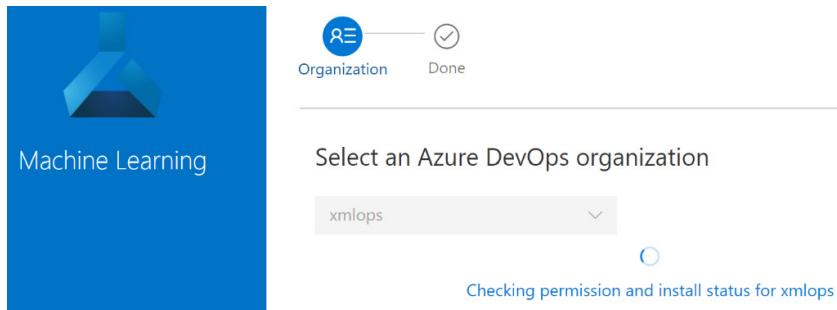 Organization
Done
Machine Learning
Select an Azure DevOps organization
xmlops
Checking permission and install status for xmlops